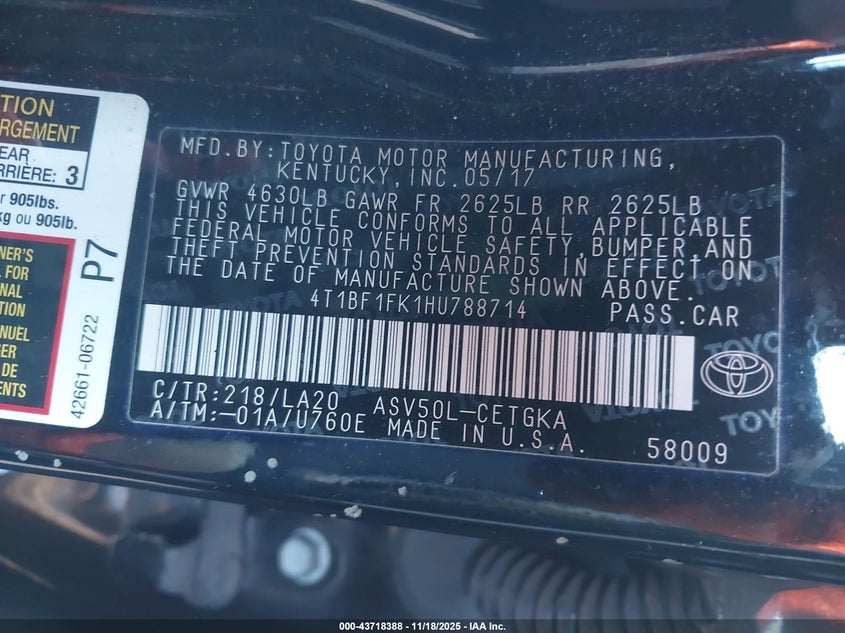 TION
RGEMENT
EAR
RRIÈRE: 3
r 905lbs.
kg ou 905lb.
NER'S
L FOR
ONAL
TION
ANUEL
GER
DE
ENTS
P7
42661-06722
MFD.BY:TOYOTA MOTOR MANUFACTURING,
KENTUCKY,INC.05/17
GVWR 4630LB GAWR FR 2625LB RR 2625LB
THIS VEHICLE CONFORMS TO ALL APPLICABLE
FEDERAL MOTOR VEHICLE SAFETY,BUMPER,AND
THEFT PREVENTION STANDARDS IN EFFECT ON
THE DATE OF MANUFACTURE SHOWN ABOVE.
4T1BF1FK1HU788714 PASS.CAR
C/TR:218/LA20 ASV50L-CETGKA
A/TM:-01A/U760E MADE IN U.S.A.
58009
000-43718388 - 11/18/2025 - IAA Inc.